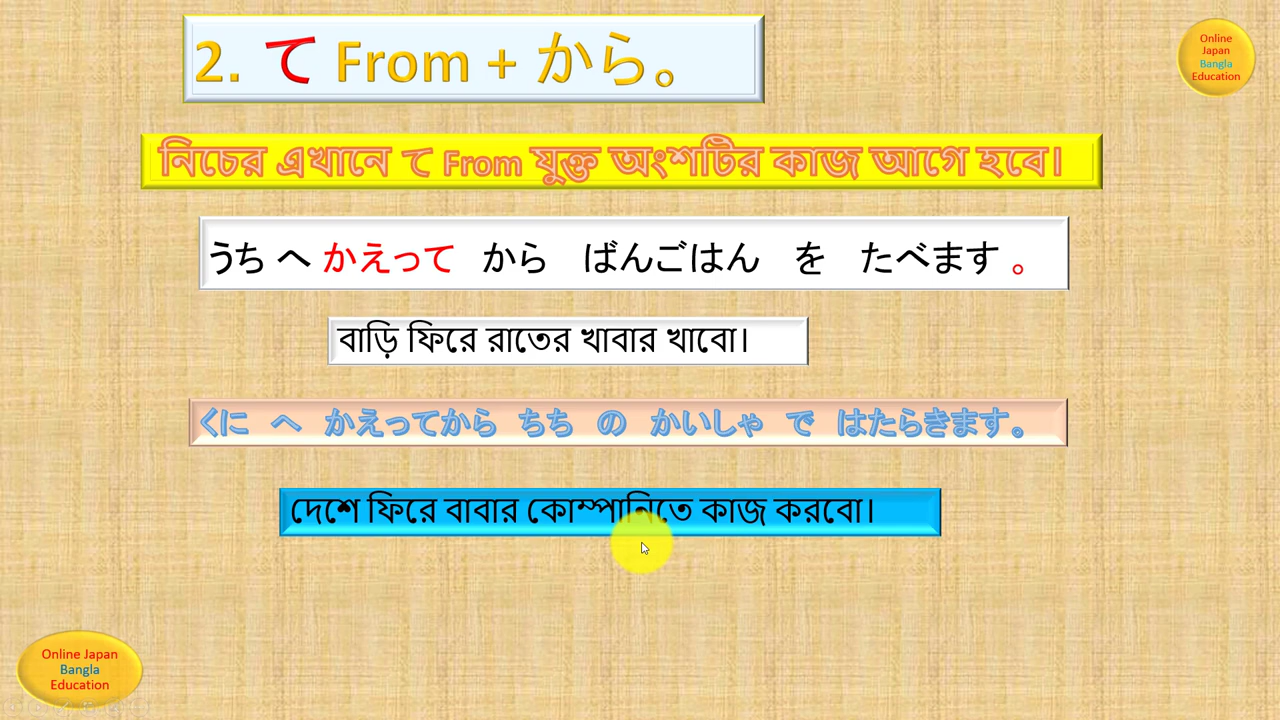 2. て From + から。
Online
Japan
Bangla
Education
নিচের এখানে て From যুক্ত অংশটির কাজ আগে হবে।
うち へ かえって から ばんごはん を たべます 。
বাড়ি ফিরে রাতের খাবার খাবো।
くに へ かえってから ちち の かいしゃ で はたらきます。
দেশে ফিরে বাবার কোম্পানিতে কাজ করবো।
Online Japan
Bangla
Education